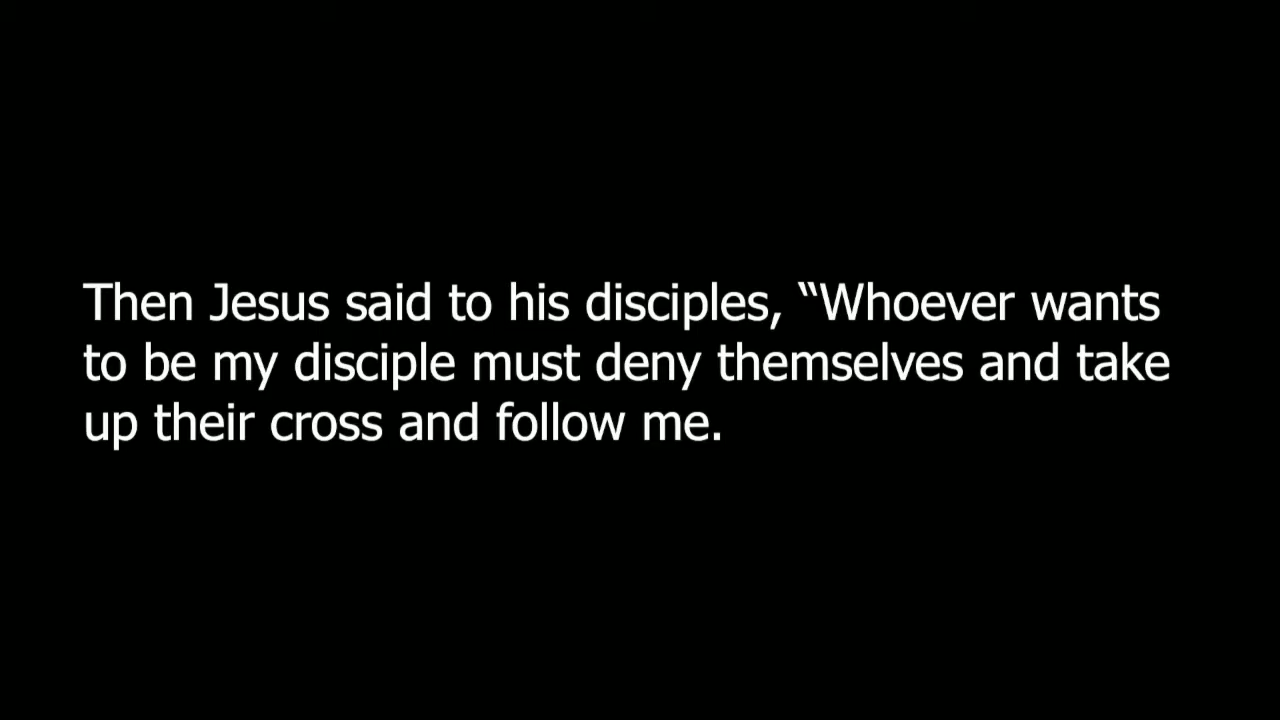 Then Jesus said to his disciples, “Whoever wants
to be my disciple must deny themselves and take
up their cross and follow me.